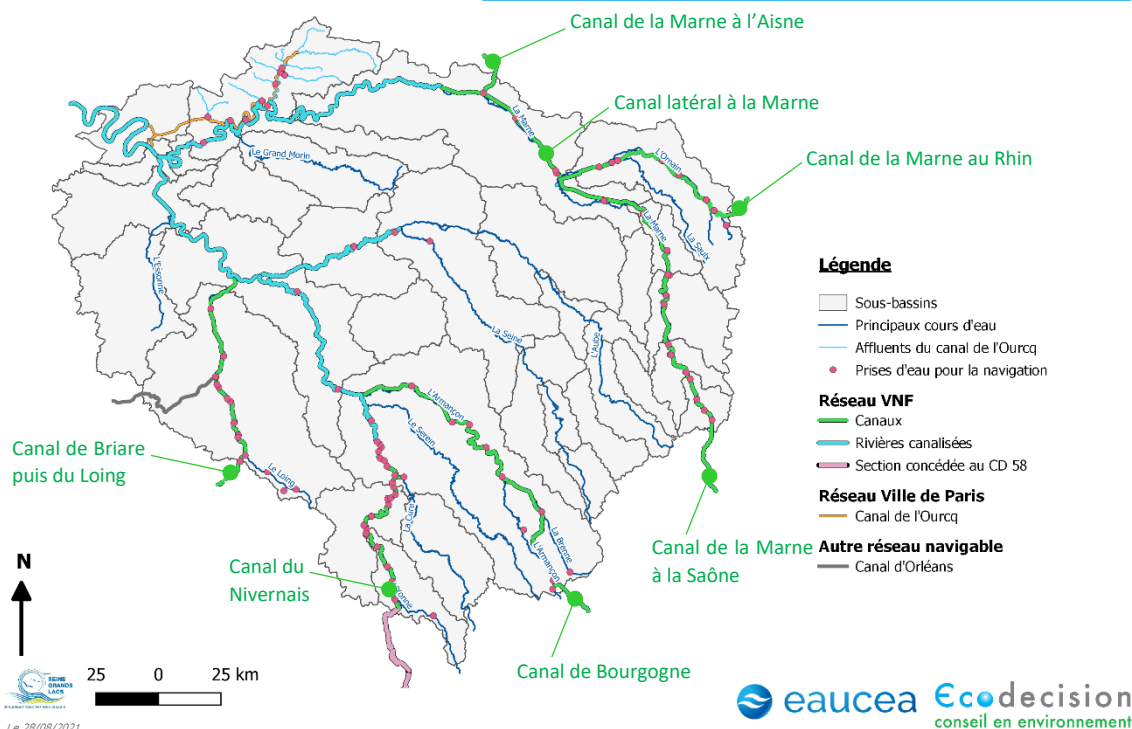 Canal de la Marne à l'Aisne
Canal latéral à la Marne
Canal de la Marne au Rhin
La Marne
L'Ornain
Le Grand Morin
La Marne
La Saulx
L'Essonne
La Seine
L'Aube
L'Armançon
Le Serein
Canal de Briare
puis du Loing
Le Loing
La Cure
La Brenne
L'Armançon
Canal de la Marne
à la Saône
Canal du
Nivernais
Yonne
Canal de Bourgogne
Légende
Sous-bassins
Principaux cours d'eau
Affluents du canal de l'Ourcq
Prises d'eau pour la navigation
Réseau VNF
Canaux
Rivières canalisées
Section concédée au CD 58
Réseau Ville de Paris
Canal de l'Ourcq
Autre réseau navigable
Canal d'Orléans
N
25 0 25 km
SEINE
GRANDS
LACS
Le 28/08/2021
eaucea
Ecodecision
conseil en environnement